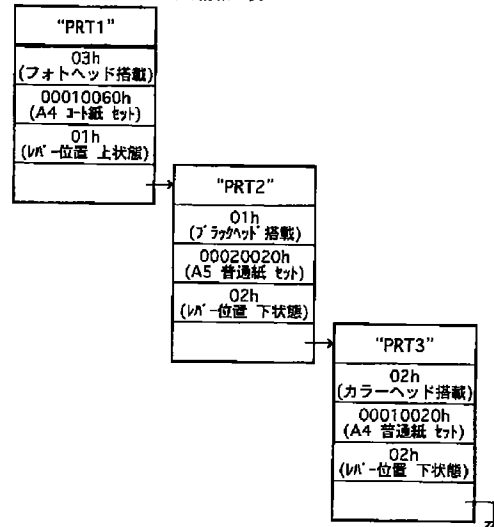 “PRT1”
03h
(フォトヘッド搭載)
00010060h
(A4 コート紙 セット)
01h
(レバー位置 上状態)
“PRT2”
01h
(ブラックヘッド搭載)
00020020h
(A5 普通紙 セット)
02h
(レバー位置 下状態)
“PRT3”
02h
(カラーヘッド搭載)
00010020h
(A4 普通紙 セット)
02h
(レバー位置 下状態)